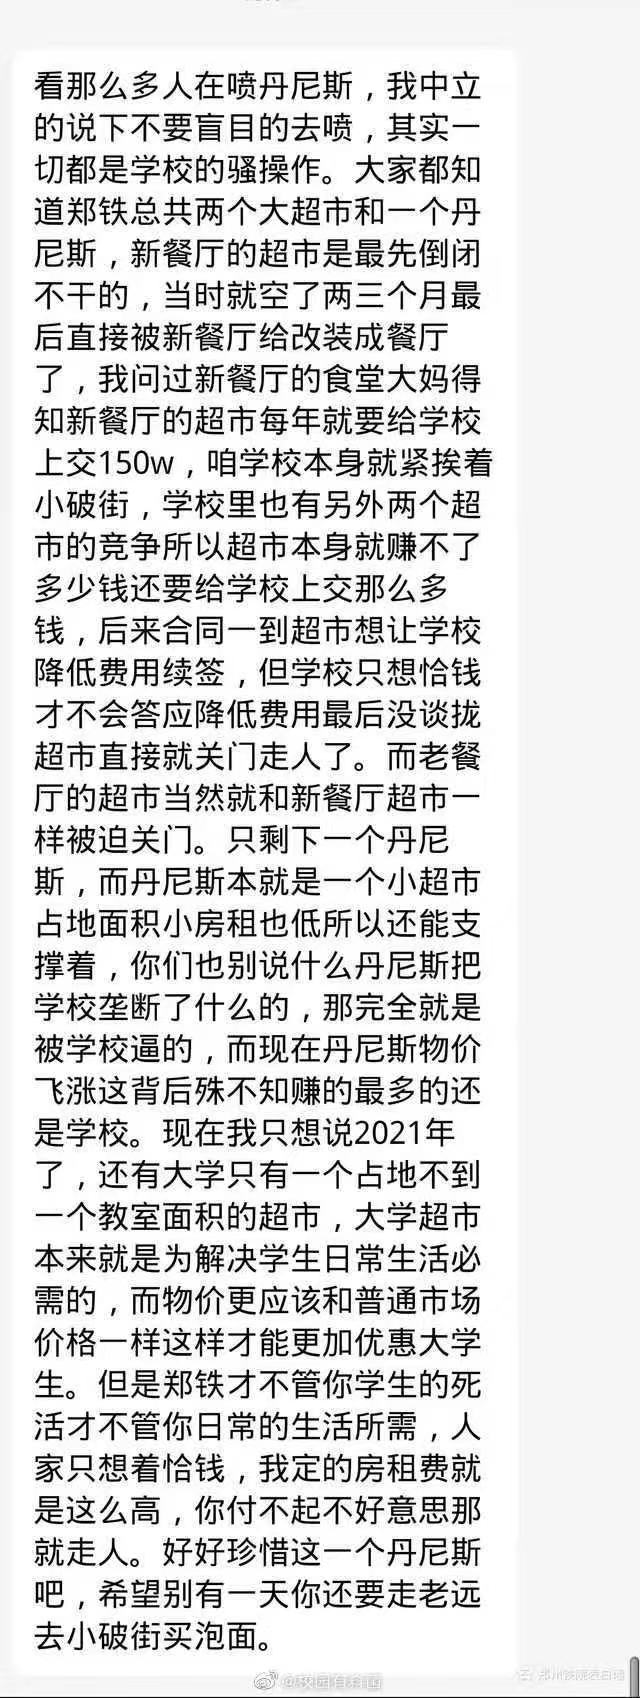 看那么多人在喷丹尼斯，我中立
的说下不要盲目的去喷，其实一
切都是学校的骚操作。大家都知
道郑铁总共两个大超市和一个丹
尼斯，新餐厅的超市是最先倒闭
不干的，当时就空了两三个月最
后直接被新餐厅给改装成餐厅
了，我问过新餐厅的食堂大妈得
知新餐厅的超市每年就要给学校
上交150w，咱学校本身就紧挨着
小破街，学校里也有另外两个超
市的竞争所以超市本身就赚不了
多少钱还要给学校上交那么多
钱，后来合同一到超市想让学校
降低费用续签，但学校只想恰钱
才不会答应降低费用最后没谈拢
超市直接就关门走人了。而老餐
厅的超市当然就和新餐厅超市一
样被迫关门。只剩下一个丹尼
斯，而丹尼斯本就是一个小超市
占地面积小房租也低所以还能支
撑着，你们也别说什么丹尼斯把
学校垄断了什么的，那完全就是
被学校逼的，而现在丹尼斯物价
飞涨这背后殊不知赚的最多的还
是学校。现在我只想说2021年
了，还有大学只有一个占地不到
一个教室面积的超市，大学超市
本来就是为解决学生日常生活必
需的，而物价更应该和普通市场
价格一样这样才能更加优惠大学
生。但是郑铁才不管你学生的死
活才不管你日常的生活所需，人
家只想着恰钱，我定的房租费就
是这么高，你付不起不好意思那
就走人。好好珍惜这一个丹尼斯
吧，希望别有一天你还要走老远
去小破街买泡面。
@校园有料菌